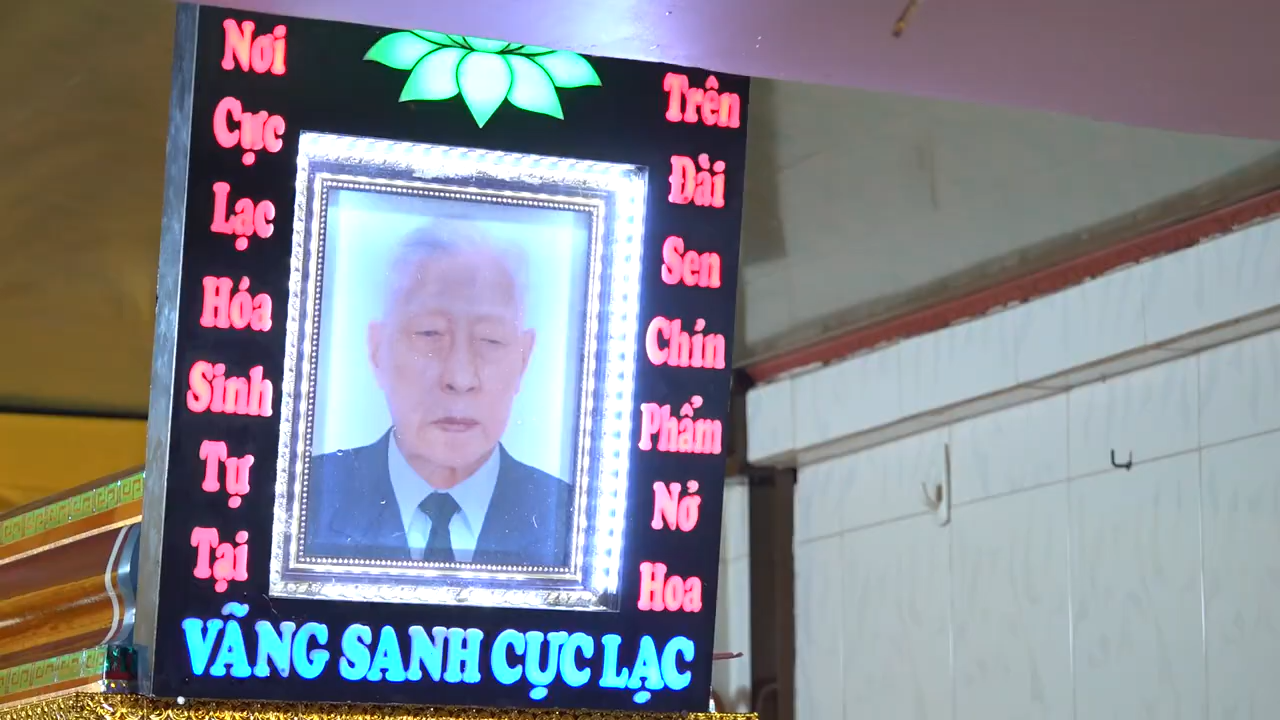 Nơi
Cực
Lạc
Hóa
Sinh
Tự
Tại
Trên
Đài
Sen
Chín
Phẩm
Nở
Hoa
VÃNG SANH CỰC LẠC